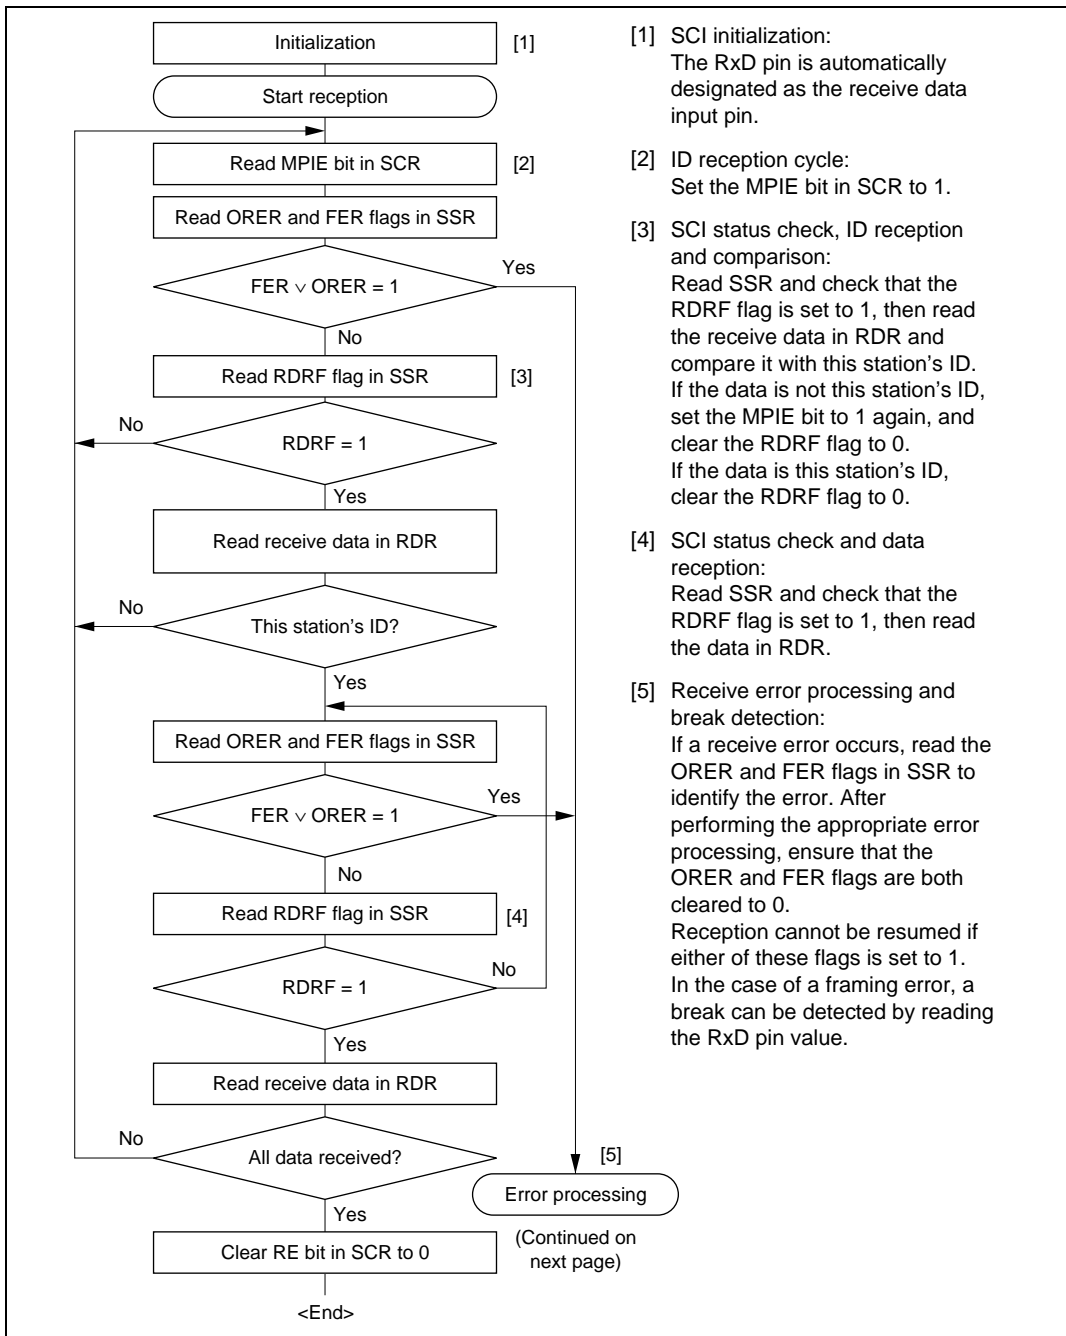 Initialization
[1]
Start reception
Read MPIE bit in SCR
[2]
Read ORER and FER flags in SSR
FER ∨ ORER = 1
Yes
No
Read RDRF flag in SSR
[3]
RDRF = 1
No
Yes
Read receive data in RDR
This station's ID?
No
Yes
Read ORER and FER flags in SSR
FER ∨ ORER = 1
Yes
No
Read RDRF flag in SSR
[4]
RDRF = 1
No
Yes
Read receive data in RDR
All data received?
No
Yes
[5]
Error processing
(Continued on
next page)
Clear RE bit in SCR to 0
<End>
[1] SCI initialization:
The RxD pin is automatically
designated as the receive data
input pin.
[2] ID reception cycle:
Set the MPIE bit in SCR to 1.
[3] SCI status check, ID reception
and comparison:
Read SSR and check that the
RDRF flag is set to 1, then read
the receive data in RDR and
compare it with this station's ID.
If the data is not this station's ID,
set the MPIE bit to 1 again, and
clear the RDRF flag to 0.
If the data is this station's ID,
clear the RDRF flag to 0.
[4] SCI status check and data
reception:
Read SSR and check that the
RDRF flag is set to 1, then read
the data in RDR.
[5] Receive error processing and
break detection:
If a receive error occurs, read the
ORER and FER flags in SSR to
identify the error. After
performing the appropriate error
processing, ensure that the
ORER and FER flags are both
cleared to 0.
Reception cannot be resumed if
either of these flags is set to 1.
In the case of a framing error, a
break can be detected by reading
the RxD pin value.